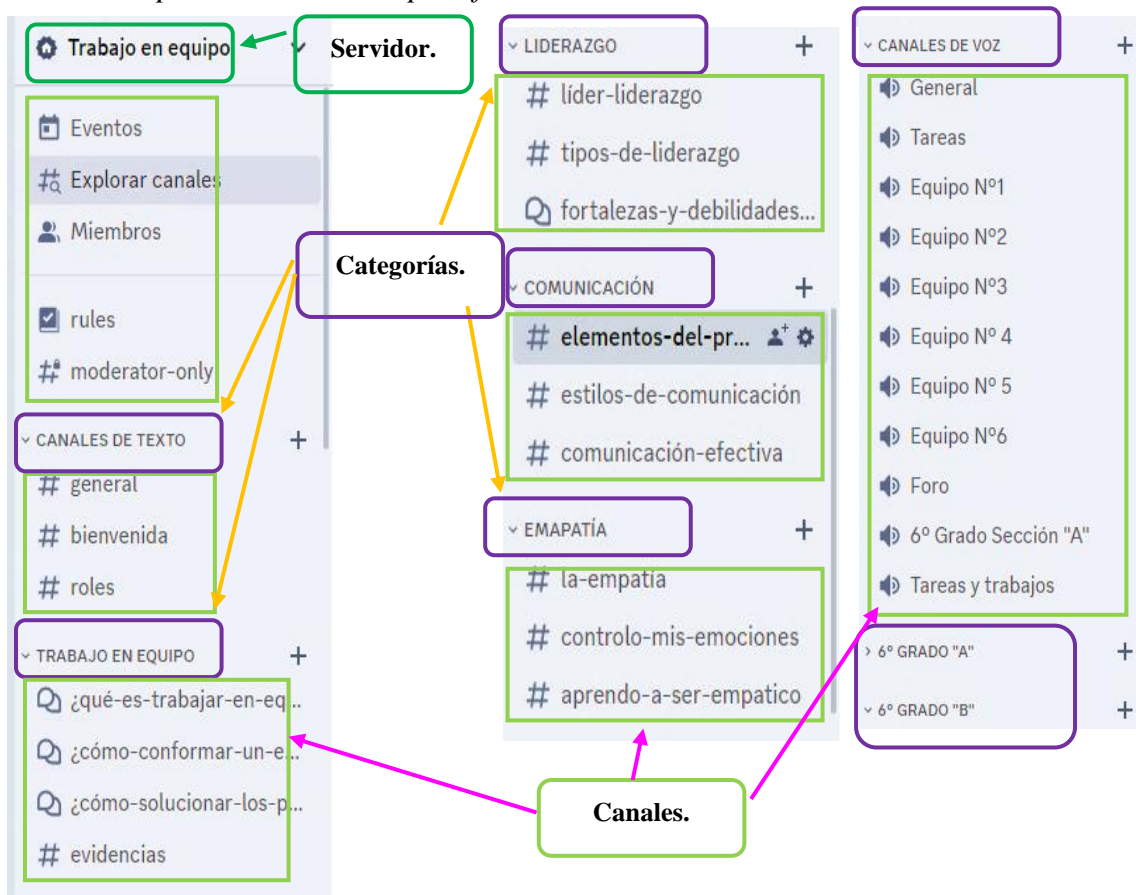 Trabajo en equipo
Servidor.
Eventos
Explorar canales
Miembros
rules
moderator-only
CANALES DE TEXTO
general
bienvenida
roles
TRABAJO EN EQUIPO
¿qué-es-trabajar-en-eq...
¿cómo-conformar-un-e...
¿cómo-solucionar-los-p...
# evidencias
Categorías.
LIDERAZGO
# líder-liderazgo
# tipos-de-liderazgo
fortalezas-y-debilidades...
COMUNICACIÓN
# elementos-del-pr...
# estilos-de-comunicación
# comunicación-efectiva
EMAPATÍA
# la-empatía
# controlo-mis-emociones
# aprendo-a-ser-empatico
Canales.
CANALES DE VOZ
General
Tareas
Equipo Nº1
Equipo Nº2
Equipo Nº3
Equipo Nº 4
Equipo Nº 5
Equipo Nº6
Foro
6º Grado Sección "A"
Tareas y trabajos
6º GRADO "A"
6º GRADO "B"